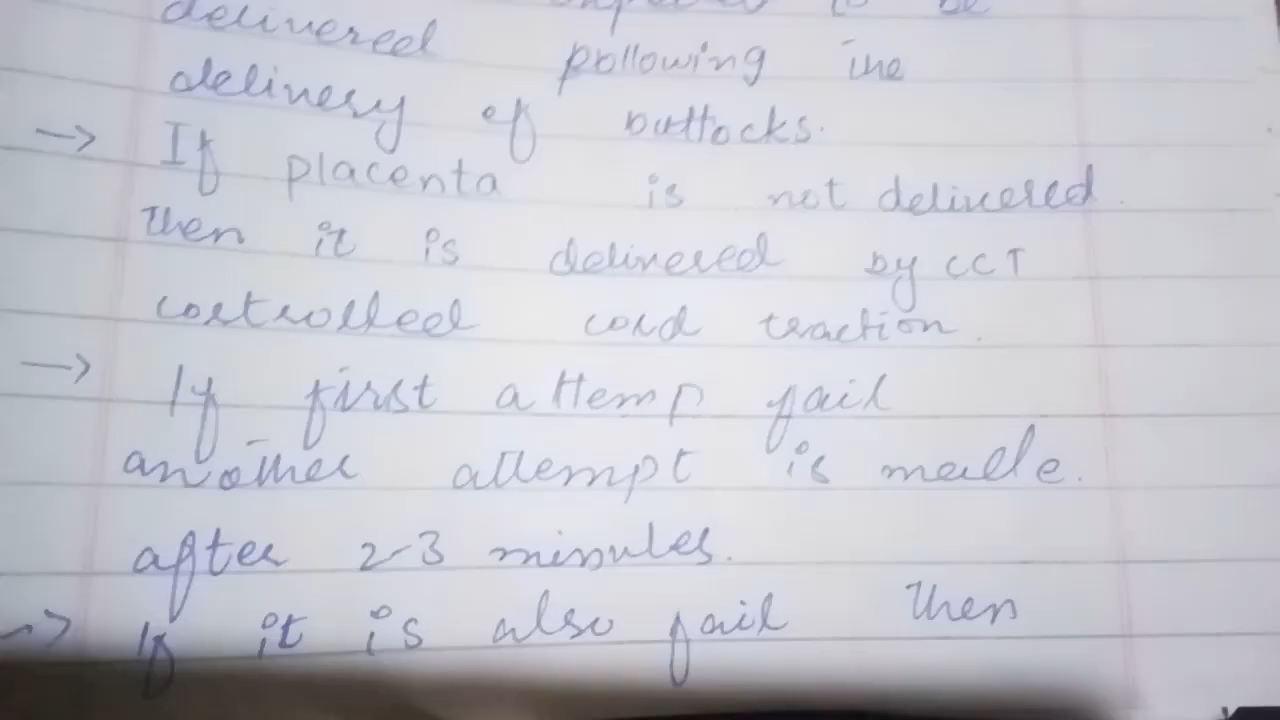 to be
delivered following the
delivery of buttocks.
→ If placenta is not delivered.
then it is delivered by CCT
controlled cord traction.
→ If first attemp fail
another attempt is made.
after 2-3 minutes.
→ If it is also fail then